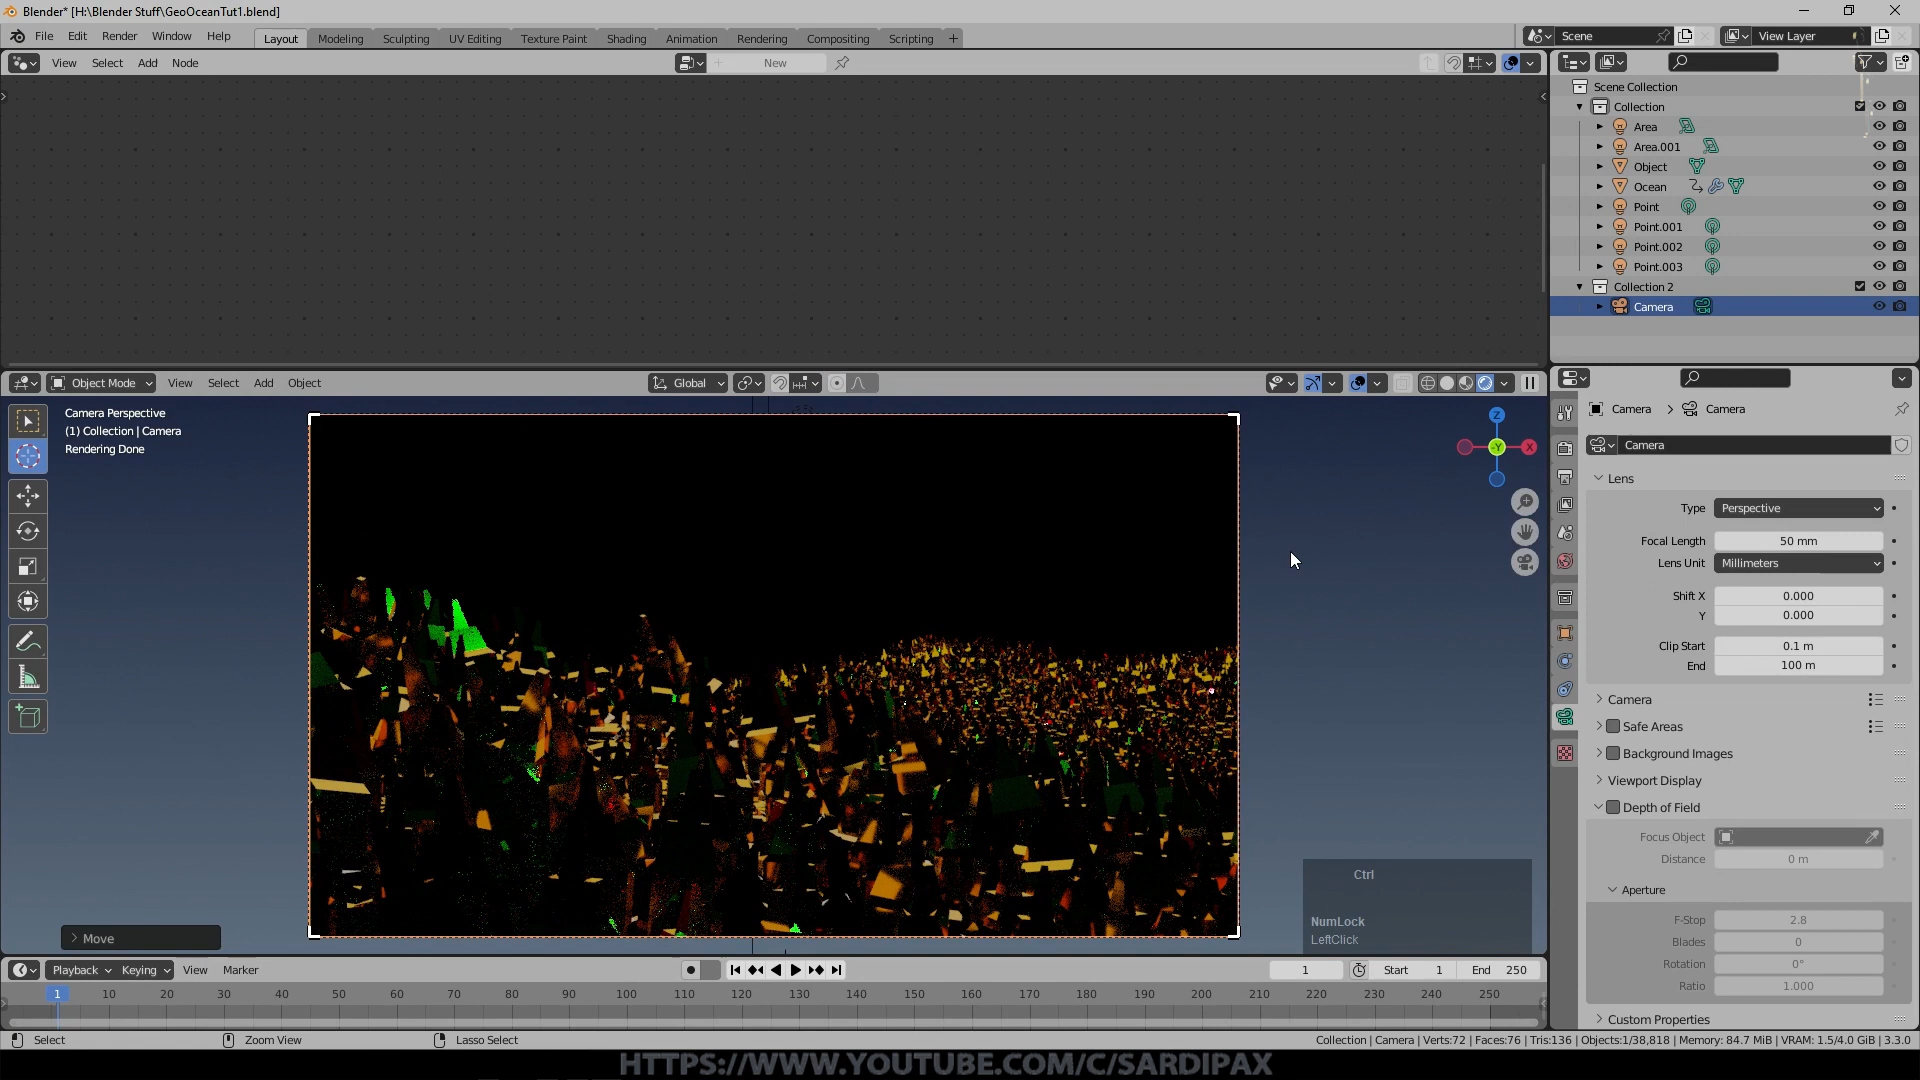 Blender* [H:\Blender Stuff\GeoOceanTut1.blend]
File Edit Render Window Help
Layout Modeling Sculpting UV Editing Texture Paint Shading Animation Rendering Compositing Scripting +
Scene
View Layer
View Select Add Node
New
Scene Collection
Collection
Area
Area.001
Object
Ocean
Point
Point.001
Point.002
Point.003
Collection 2
Camera
Object Mode View Select Add Object
Global
Camera Perspective
(1) Collection | Camera
Rendering Done
Z
-Y
X
Camera > Camera
Camera
Lens
Type Perspective
Focal Length 50 mm
Lens Unit Millimeters
Shift X 0.000
Y 0.000
Clip Start 0.1 m
End 100 m
Camera
Safe Areas
Background Images
Viewport Display
Depth of Field
Focus Object
Distance 0 m
Aperture
F-Stop 2.8
Blades 0
Rotation 0°
Ratio 1.000
Custom Properties
Ctrl
NumLock
LeftClick
Move
Playback Keying View Marker
1 Start 1 End 250
1 10 20 30 40 50 60 70 80 90 100 110 120 130 140 150 160 170 180 190 200 210 220 230 240 250
Select Zoom View Lasso Select
Collection | Camera | Verts:72 | Faces:76 | Tris:136 | Objects:1/38,818 | Memory: 84.7 MiB | VRAM: 1.5/4.0 GiB | 3.3.0
HTTPS://WWW.YOUTUBE.COM/C/SARDIPAX